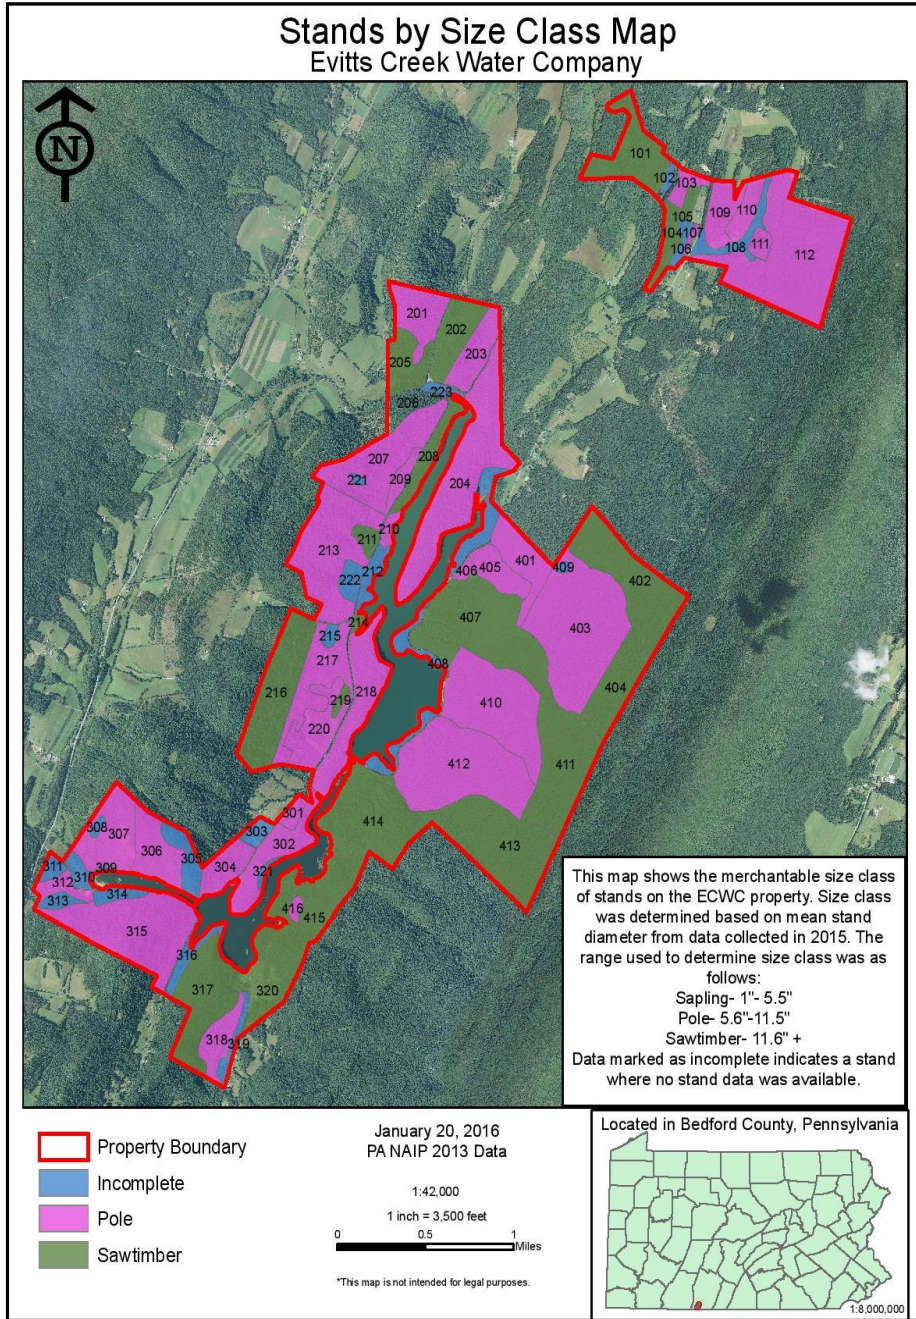 Stands by Size Class Map
Evitts Creek Water Company
N
101
102
103
105
104
107
106
109
110
108
111
112
201
202
203
205
223
206
207
208
221
209
204
210
211
213
212
222
214
215
217
216
218
219
220
401
406
405
409
402
407
403
408
404
410
411
412
413
414
301
303
302
304
321
308
307
306
305
311
309
312
310
313
314
315
316
416
415
317
320
318
319
This map shows the merchantable size class
of stands on the ECWC property. Size class
was determined based on mean stand
diameter from data collected in 2015. The
range used to determine size class was as
follows:
Sapling- 1"- 5.5"
Pole- 5.6"-11.5"
Sawtimber- 11.6" +
Data marked as incomplete indicates a stand
where no stand data was available.
Property Boundary
Incomplete
Pole
Sawtimber
January 20, 2016
PA NAIP 2013 Data
1:42,000
1 inch = 3,500 feet
0 0.5 1
Miles
*This map is not intended for legal purposes.
Located in Bedford County, Pennsylvania
1:8,000,000